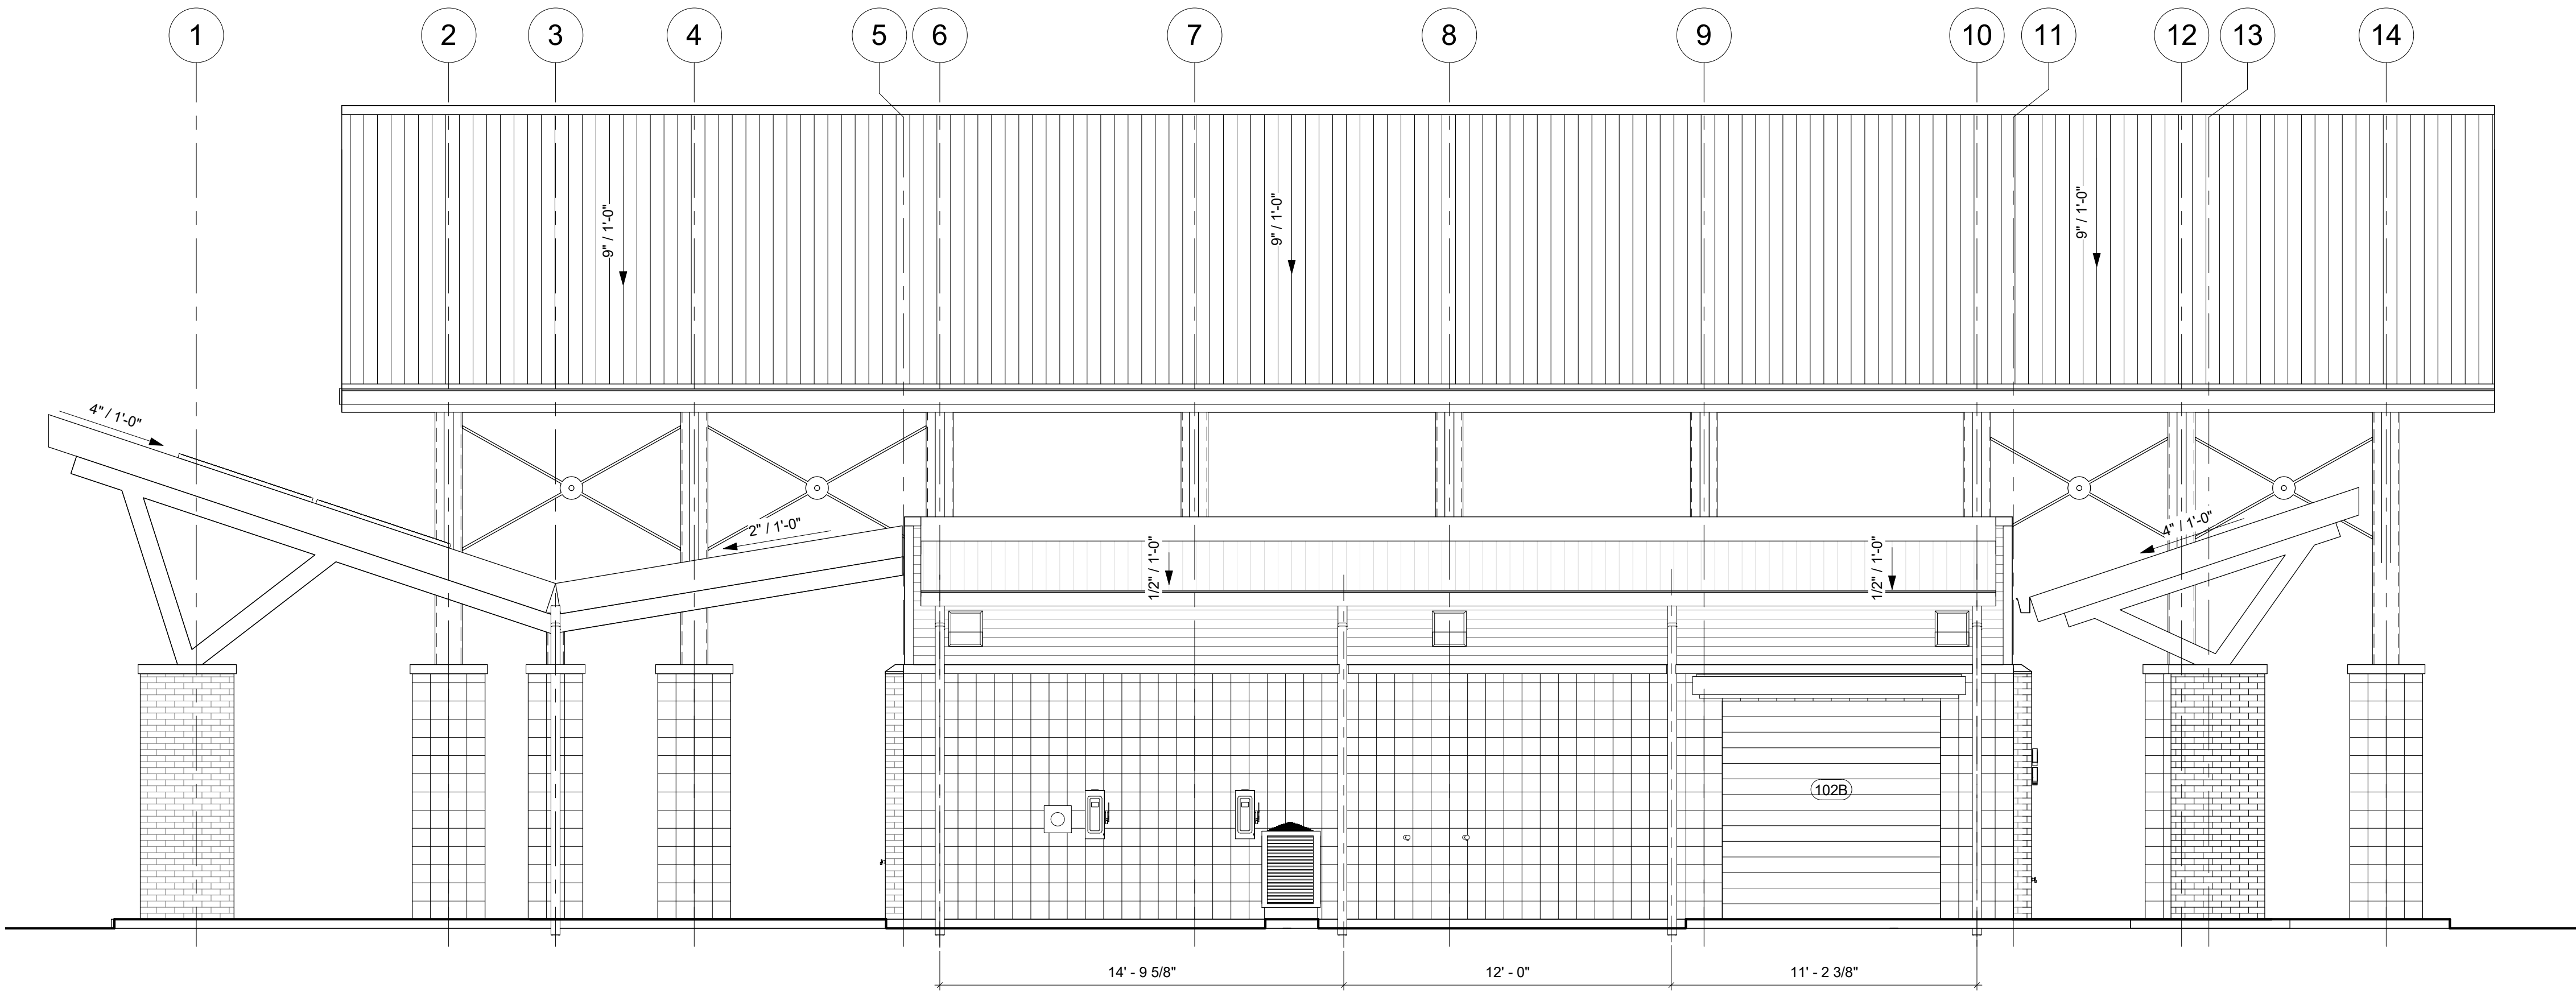 1 2 3 4 5 6 7 8 9 10 11 12 13 14
9" / 1'-0"
9" / 1'-0"
9" / 1'-0"
4" / 1'-0"
2" / 1'-0"
1/2" / 1'-0"
1/2" / 1'-0"
4" / 1'-0"
102B
14' - 9 5/8"
12' - 0"
11' - 2 3/8"